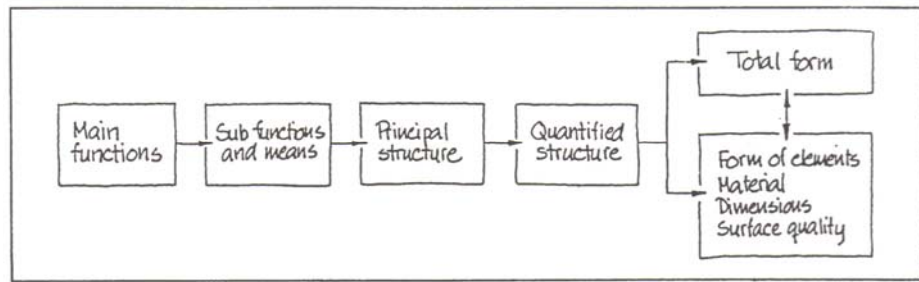 Main
functions
Sub functions
and means
Principal
structure
Quantified
structure
Total form
Form of elements
Material
Dimensions
Surface quality